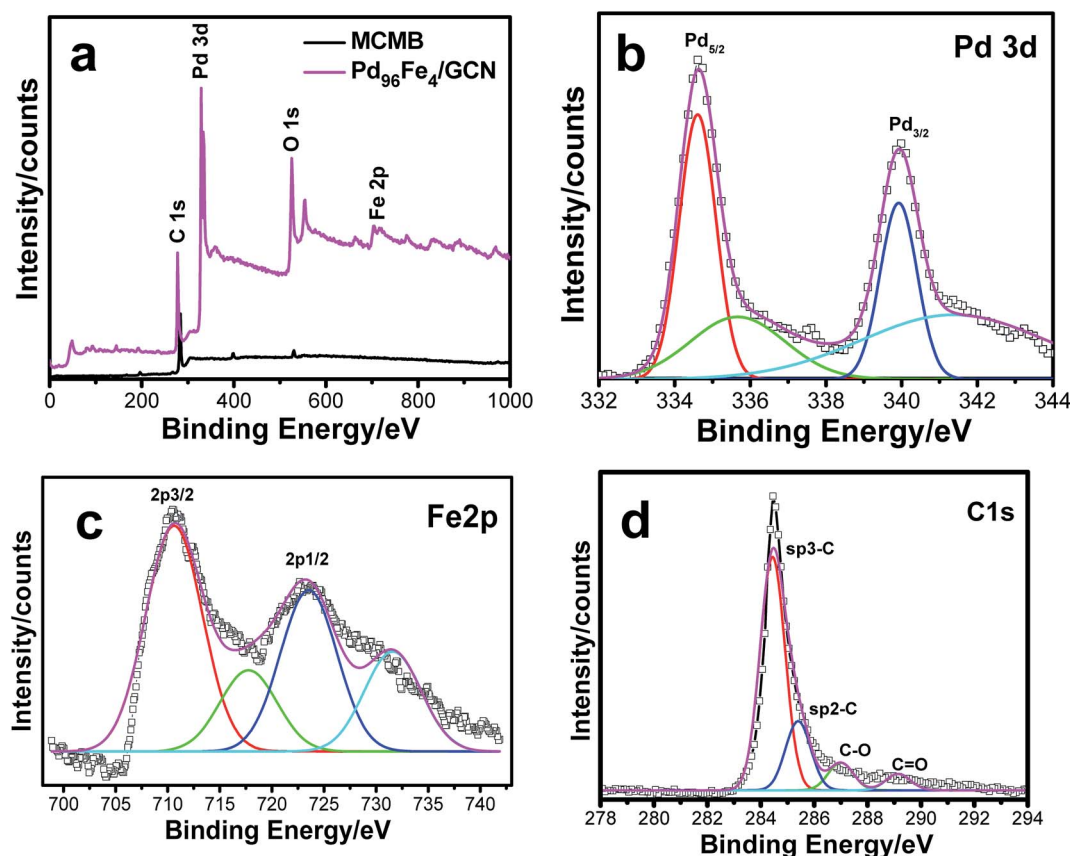 a
MCMB
Pd96Fe4/GCN
C 1s
Pd 3d
O 1s
Fe 2p
Intensity/counts
0 200 400 600 800 1000
Binding Energy/eV
b
Pd 3d
Pd5/2
Pd3/2
Intensity/counts
332 334 336 338 340 342 344
Binding Energy/eV
c
Fe2p
2p3/2
2p1/2
Intensity/counts
700 705 710 715 720 725 730 735 740
Binding Energy/eV
d
C1s
sp3-C
sp2-C
C-O
C=O
Intensity/counts
278 280 282 284 286 288 290 292 294
Binding Energy/eV